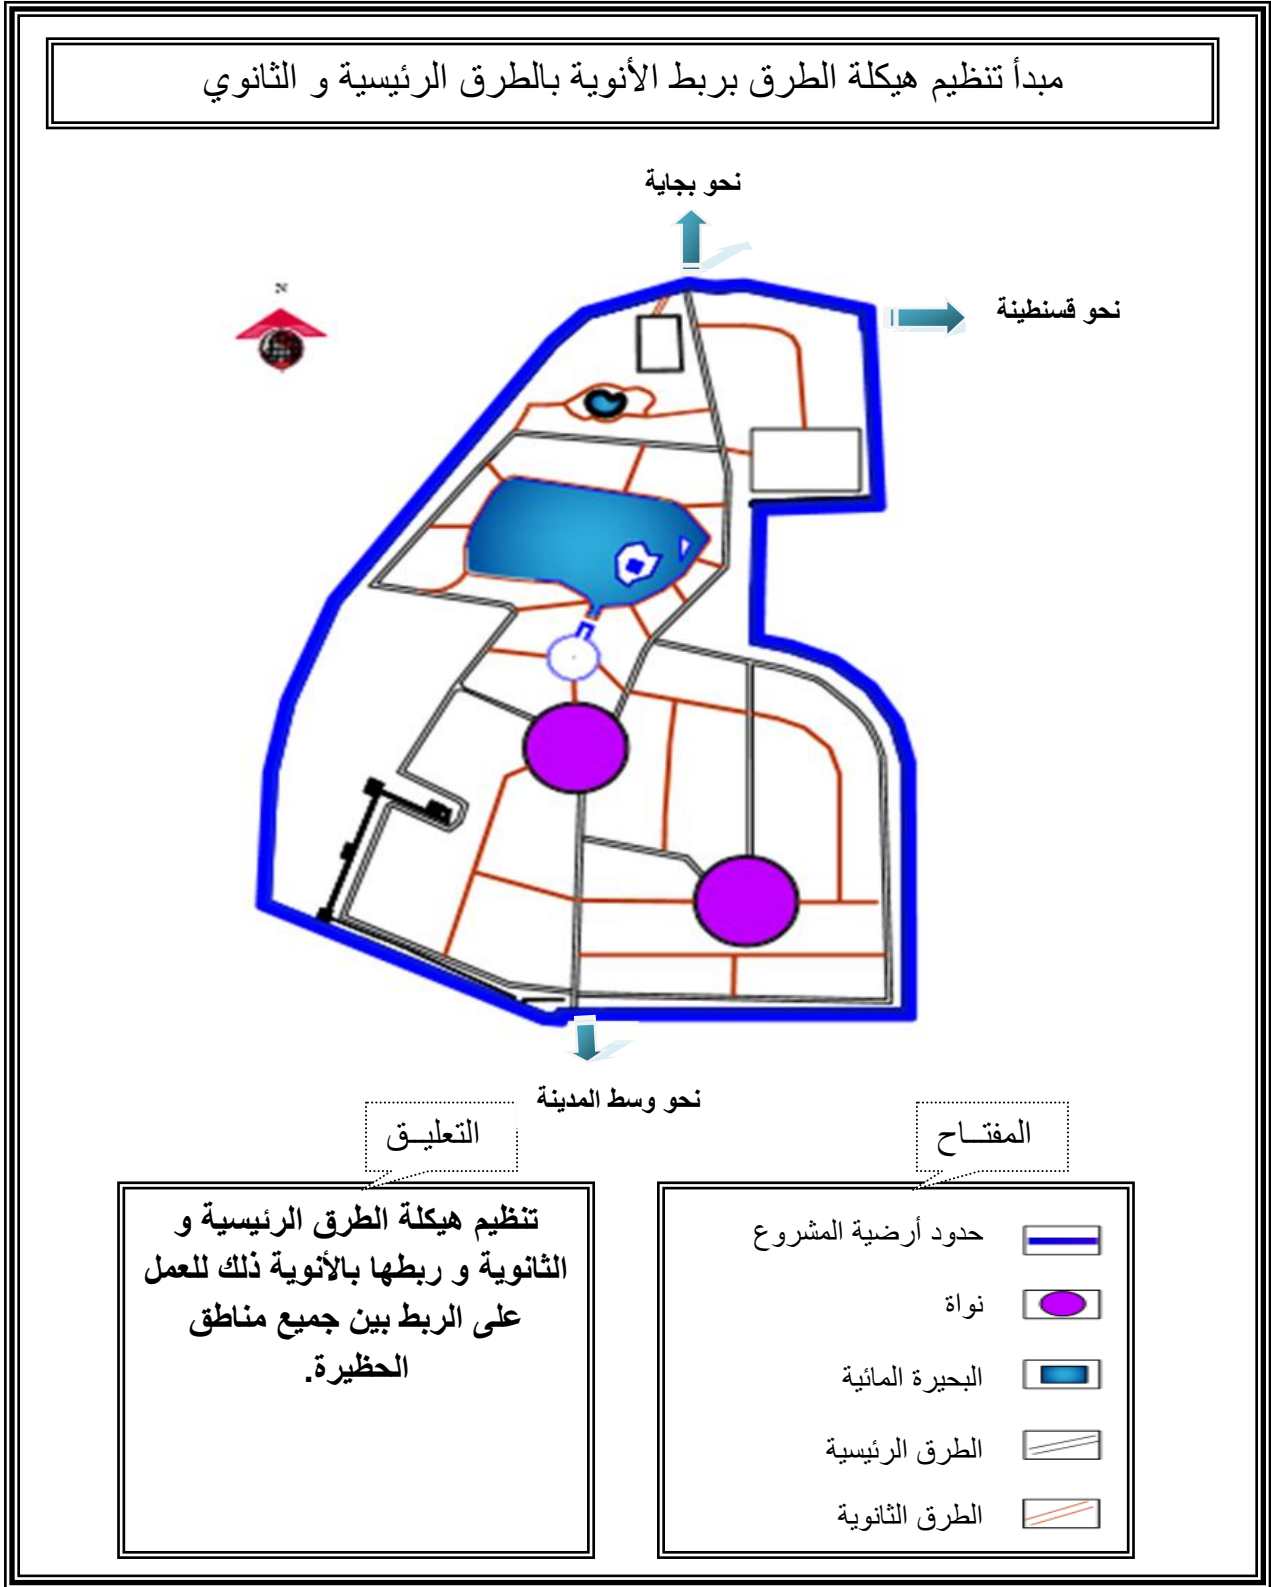 مبدأ تنظيم هيكلة الطرق بربط الأنوية بالطرق الرئيسية و الثانوي
نحو بجاية
N
نحو قسنطينة
نحو وسط المدينة
المفتــاح
التعليــق
حدود أرضية المشروع
نواة
البحيرة المائية
الطرق الرئيسية
الطرق الثانوية
تنظيم هيكلة الطرق الرئيسية و
الثانوية و ربطها بالأنوية ذلك للعمل
على الربط بين جميع مناطق
الحظيرة.